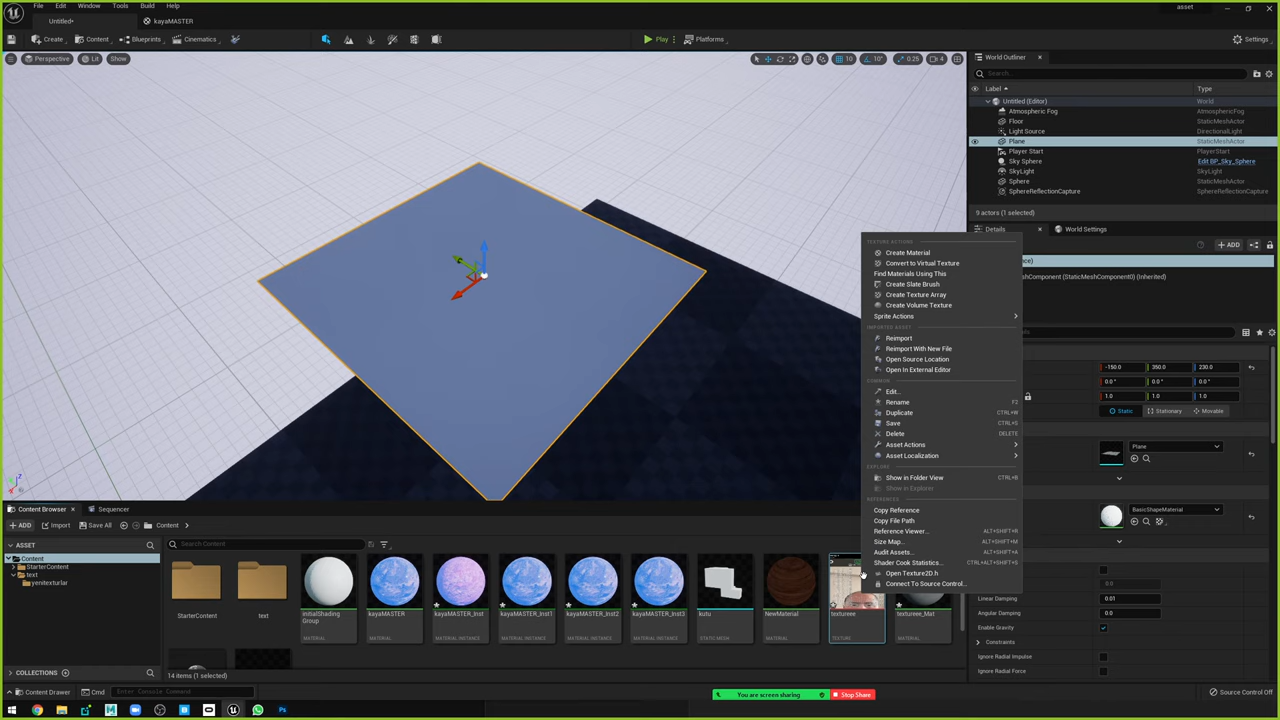 File Edit Window Tools Build Help
asset
Untitled*
kayaMASTER
Create Content Blueprints Cinematics Play Platforms Settings
Perspective Lit Show
10 10° 0.25 4
World Outliner
Search...
Label Type
Untitled (Editor) World
Atmospheric Fog AtmosphericFog
Floor StaticMeshActor
Light Source DirectionalLight
Plane StaticMeshActor
Player Start PlayerStart
Sky Sphere Edit BP_Sky_Sphere
SkyLight SkyLight
Sphere StaticMeshActor
SphereReflectionCapture SphereReflectionCapture
9 actors (1 selected)
Details World Settings
ADD
MeshComponent (StaticMeshComponent0) (Inherited)
-150.0 350.0 230.0
0.0° 0.0° 0.0°
1.0 1.0 1.0
Static Stationary Movable
Plane
BasicShapeMaterial
0.0
Linear Damping 0.01
Angular Damping 0.0
Enable Gravity
Constraints
Ignore Radial Impulse
Ignore Radial Force
TEXTURE ACTIONS
Create Material
Convert to Virtual Texture
Find Materials Using This
Create Slate Brush
Create Texture Array
Create Volume Texture
Sprite Actions
IMPORTED ASSET
Reimport
Reimport With New File
Open Source Location
Open In External Editor
COMMON
Edit...
Rename F2
Duplicate CTRL+W
Save CTRL+S
Delete DELETE
Asset Actions
Asset Localization
EXPLORE
Show in Folder View CTRL+B
Show in Explorer
REFERENCES
Copy Reference
Copy File Path
Reference Viewer... ALT+SHIFT+R
Size Map... ALT+SHIFT+M
Audit Assets... ALT+SHIFT+A
Shader Cook Statistics... CTRL+ALT+SHIFT+S
Open Texture2D.h
Connect To Source Control...
Content Browser Sequencer
ADD Import Save All Content
ASSET
Content
StarterContent
text
yenitexturlar
COLLECTIONS
Search Content
StarterContent
text
initialShading
Group
MATERIAL
kayaMASTER
MATERIAL
kayaMASTER_Inst
MATERIAL INSTANCE
kayaMASTER_Inst1
MATERIAL INSTANCE
kayaMASTER_Inst2
MATERIAL INSTANCE
kayaMASTER_Inst3
MATERIAL INSTANCE
kutu
STATIC MESH
NewMaterial
MATERIAL
textureee
TEXTURE
textureee_Mat
MATERIAL
14 items (1 selected)
Content Drawer Cmd Enter Console Command
You are screen sharing Stop Share
Source Control Off